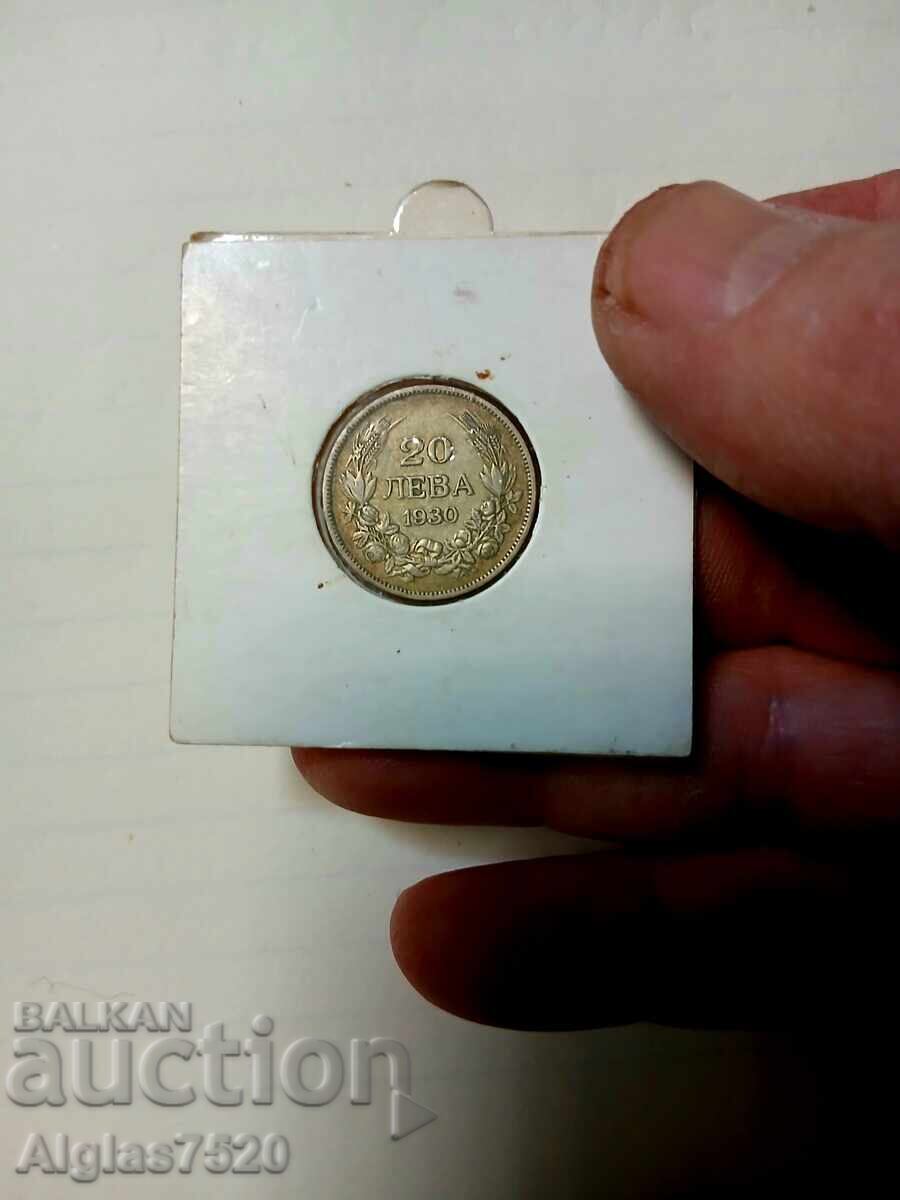 20
ЛЕВА
1930
BALKAN
auction
Alglas7520